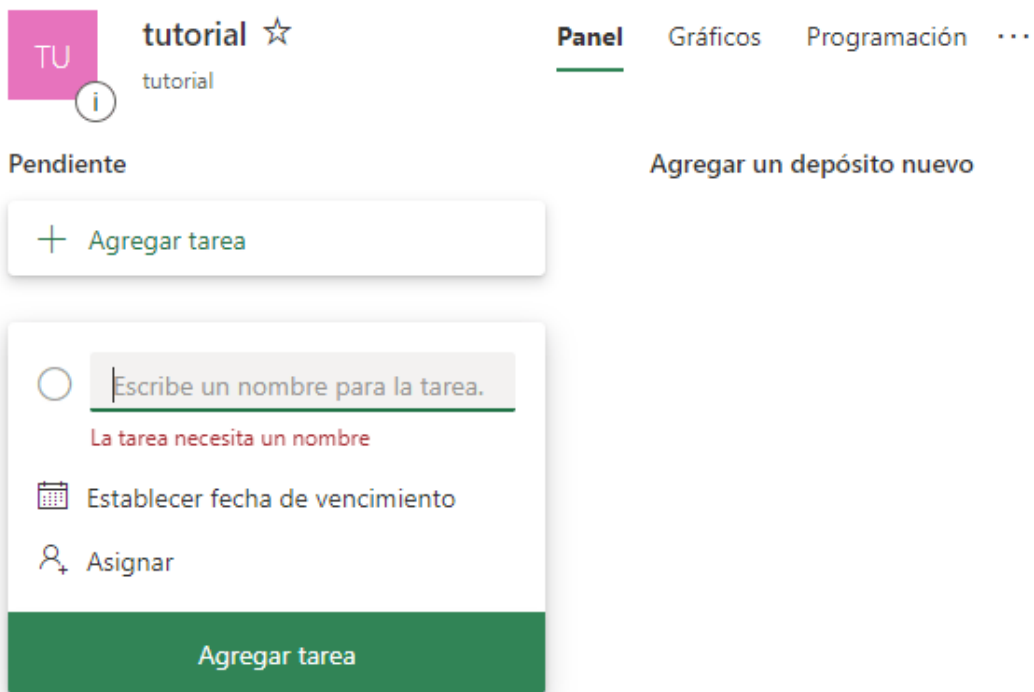 TU
tutorial
tutorial
i
Panel Gráficos Programación ...
Pendiente
Agregar un depósito nuevo
+ Agregar tarea
Escribe un nombre para la tarea.
La tarea necesita un nombre
Establecer fecha de vencimiento
Asignar
Agregar tarea